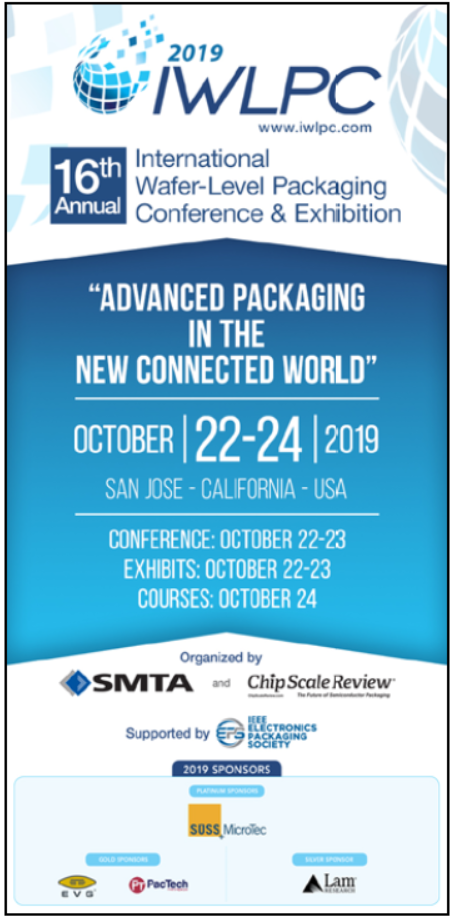 2019
IWLPC
www.iwlpc.com
16th
Annual
International
Wafer-Level Packaging
Conference & Exhibition
“ADVANCED PACKAGING
IN THE
NEW CONNECTED WORLD”
OCTOBER | 22-24 | 2019
SAN JOSE - CALIFORNIA - USA
CONFERENCE: OCTOBER 22-23
EXHIBITS: OCTOBER 22-23
COURSES: OCTOBER 24
Organized by
SMTA and Chip Scale Review
The Future of Semiconductor Packaging
Supported by EPS IEEE
ELECTRONICS
PACKAGING
SOCIETY
2019 SPONSORS
PLATINUM SPONSORS
SÜSS MicroTec
GOLD SPONSORS
SILVER SPONSOR
EVG
PacTech
Lam
RESEARCH